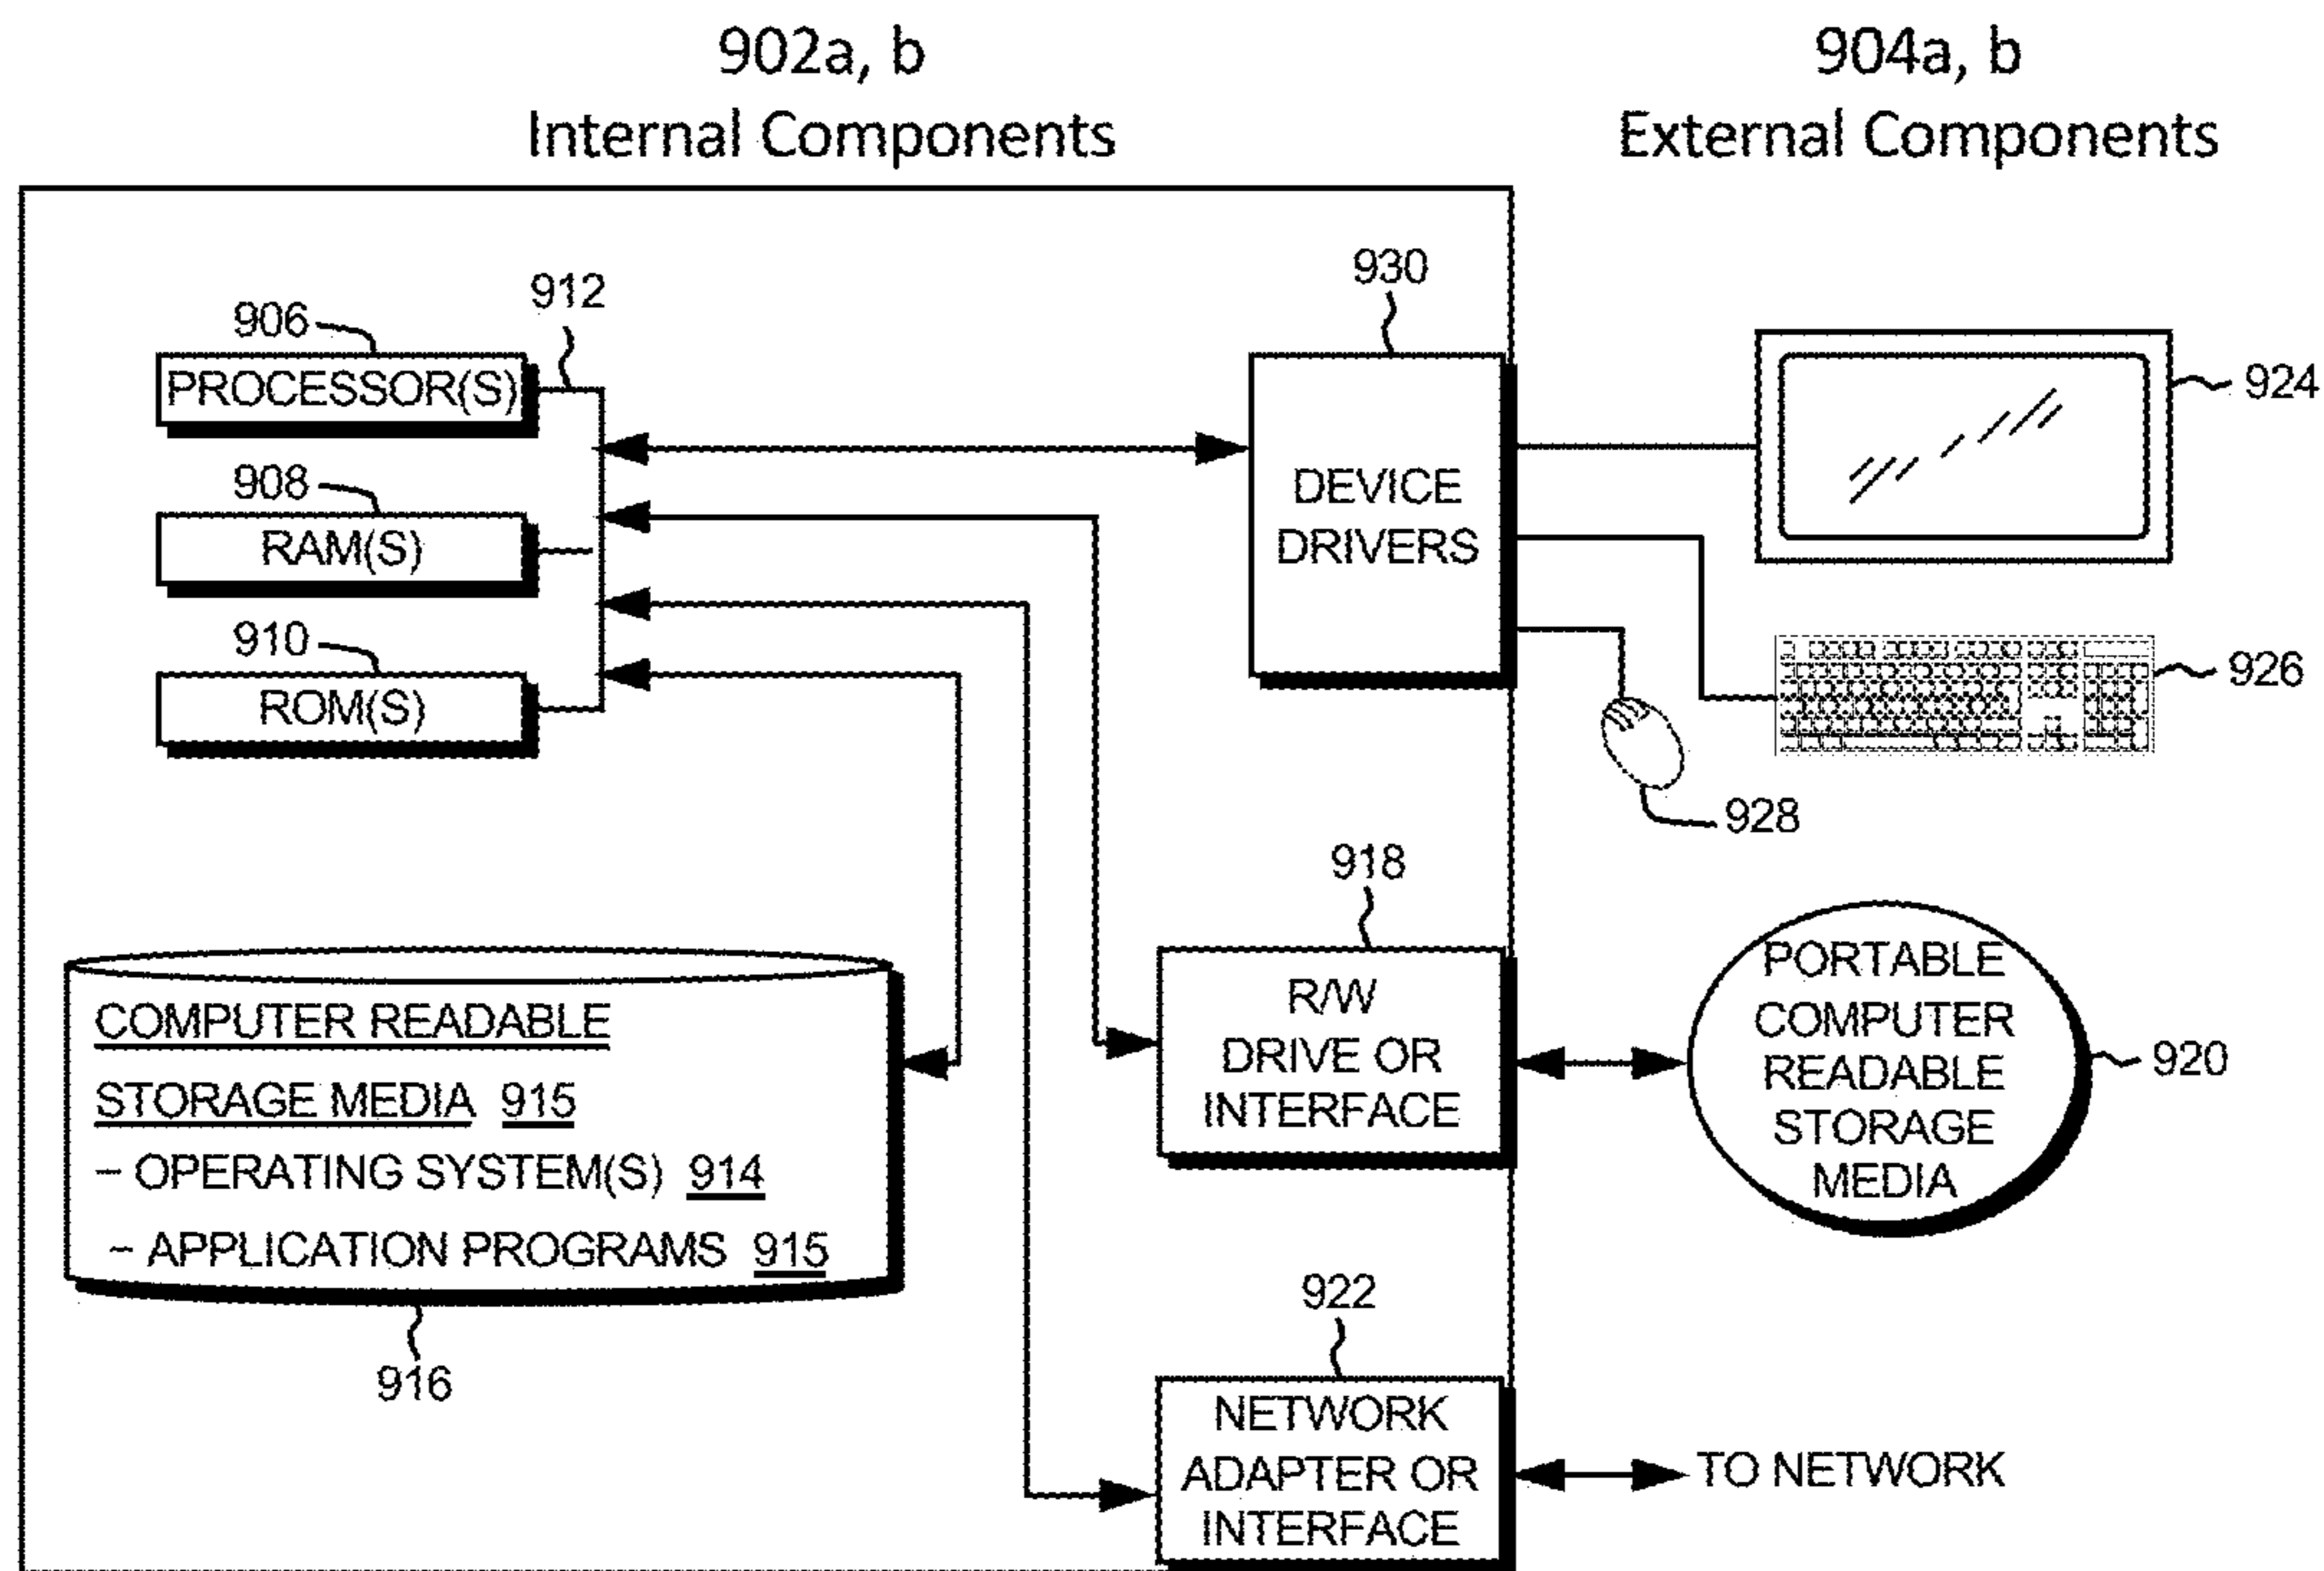 902a, b
Internal Components
904a, b
External Components
906
PROCESSOR(S)
912
908
RAM(S)
910
ROM(S)
930
DEVICE
DRIVERS
924
926
928
918
R/W
DRIVE OR
INTERFACE
PORTABLE
COMPUTER
READABLE
STORAGE
MEDIA
920
COMPUTER READABLE
STORAGE MEDIA 915
– OPERATING SYSTEM(S) 914
– APPLICATION PROGRAMS 915
916
922
NETWORK
ADAPTER OR
INTERFACE
TO NETWORK